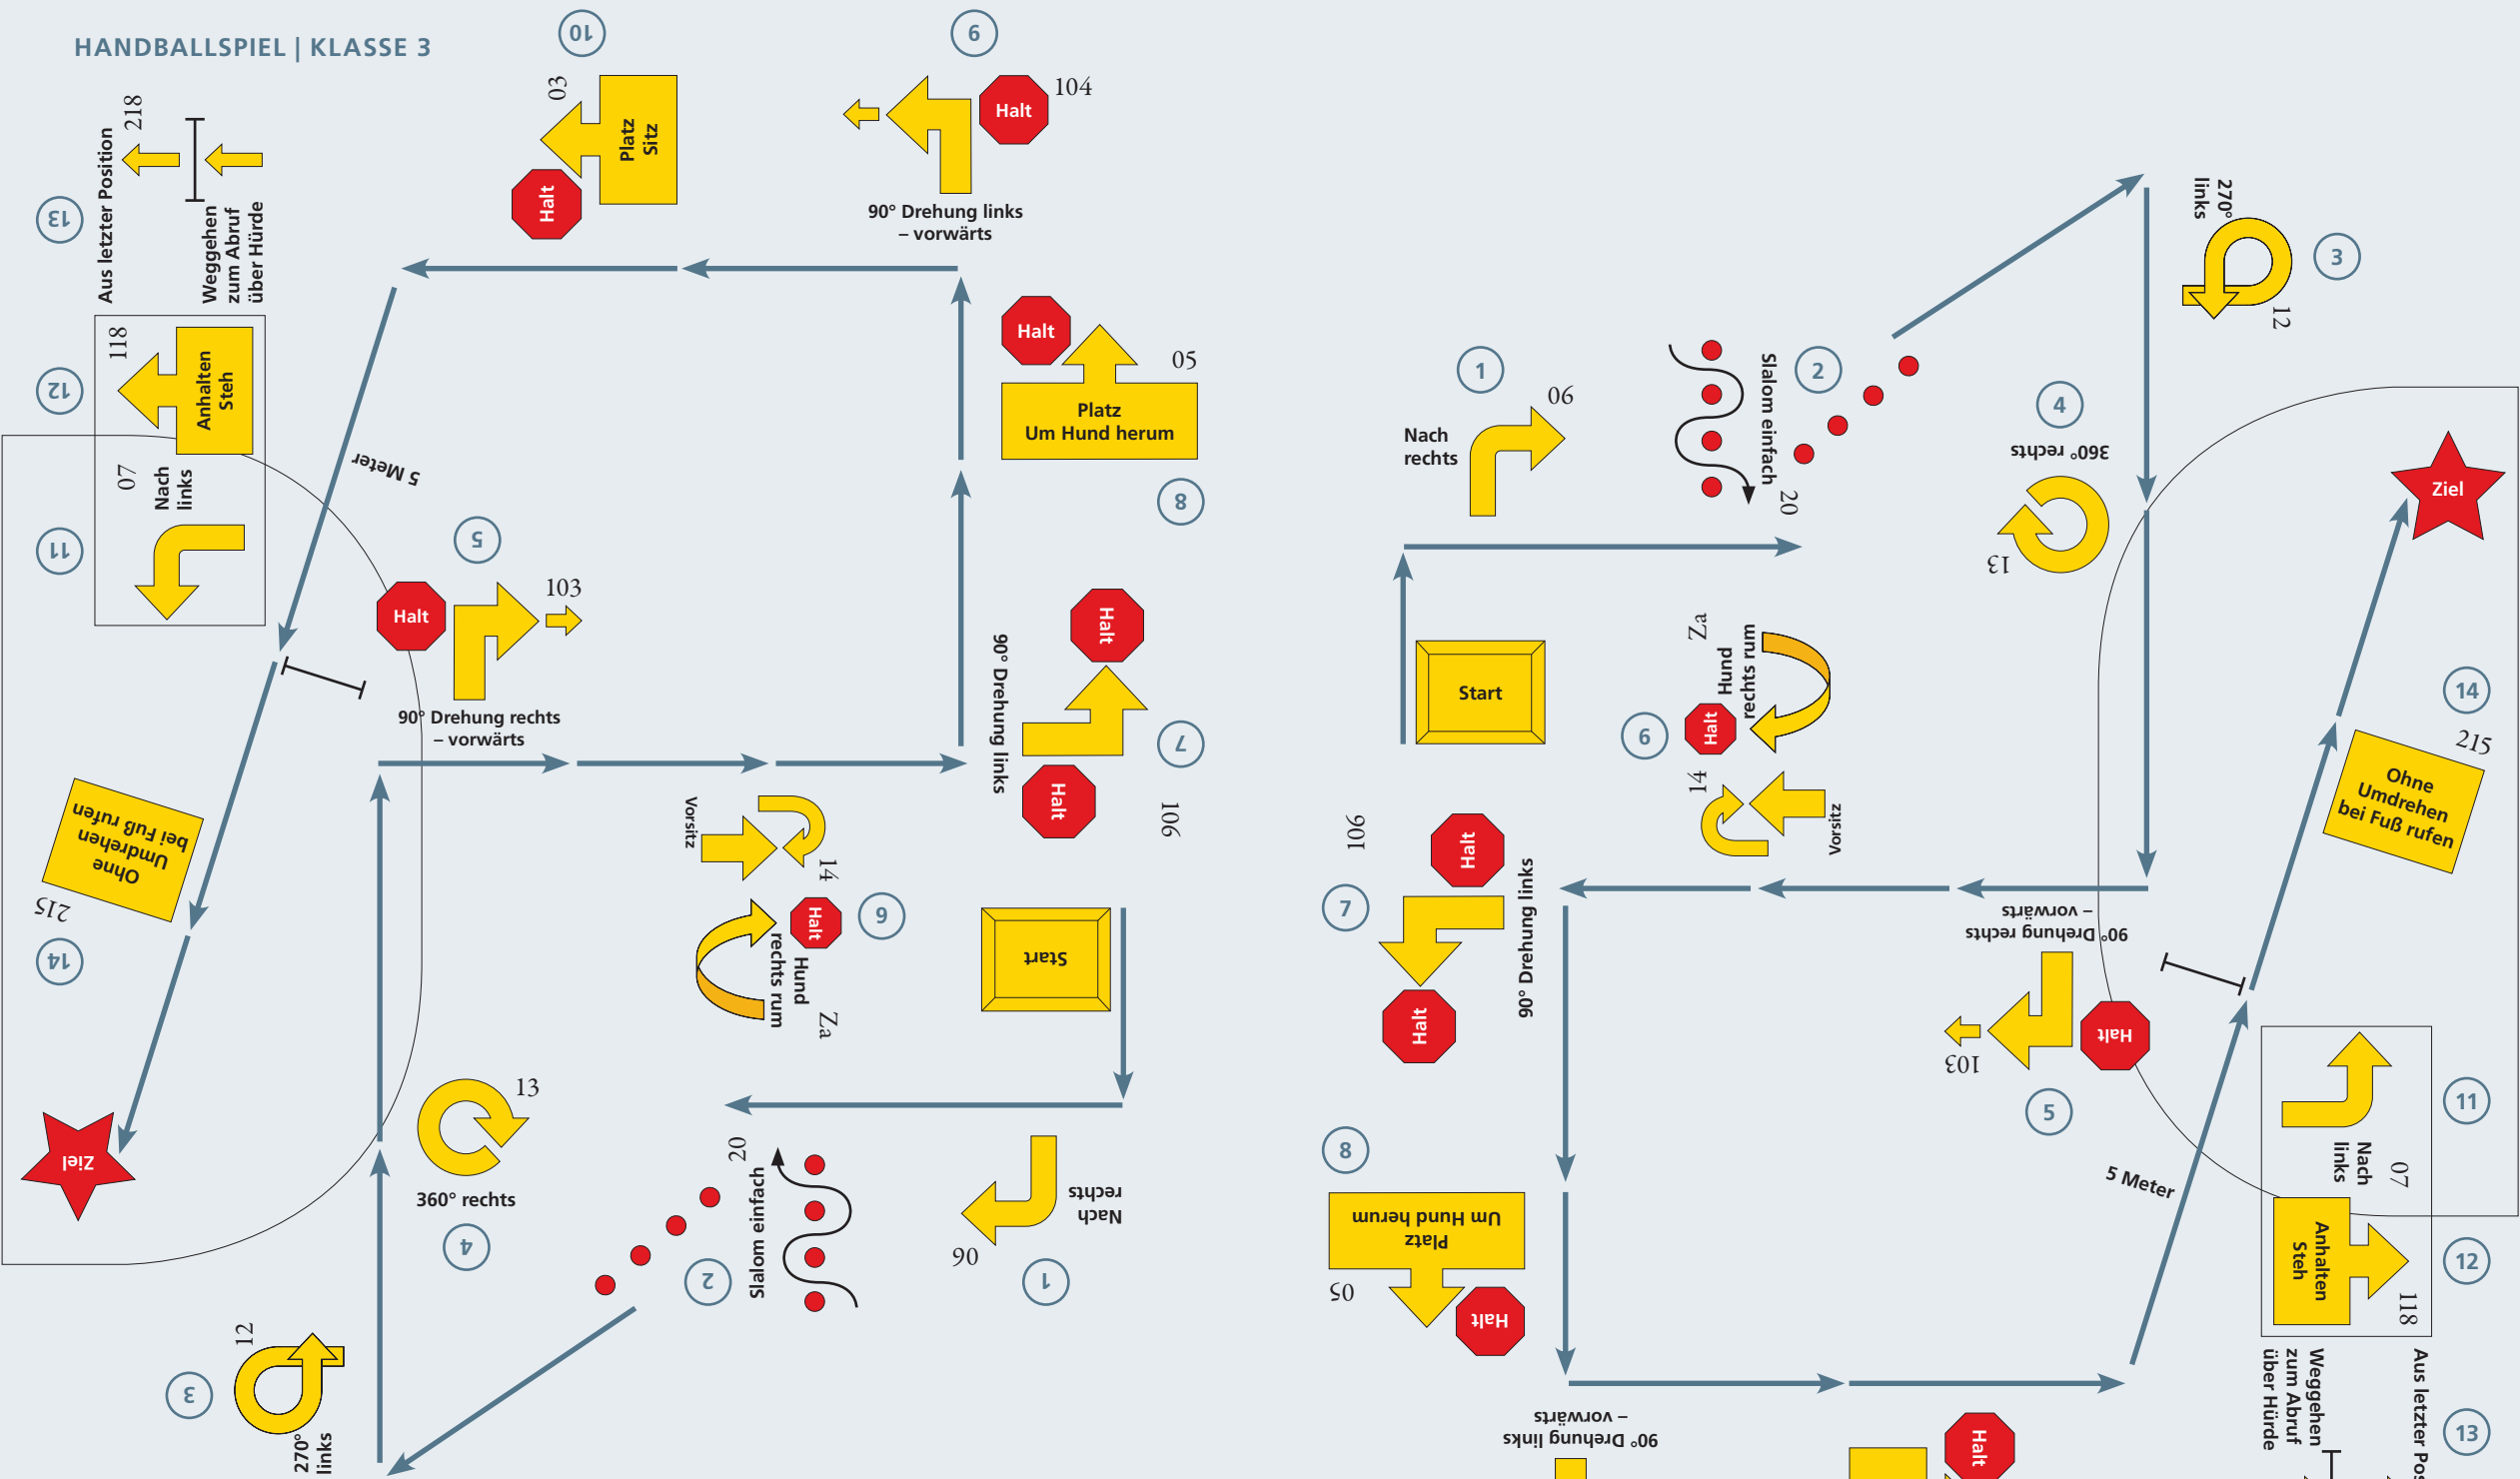 HANDBALLSPIEL | KLASSE 3
10
03
Platz
Sitz
Halt
9
104
Halt
90° Drehung links
– vorwärts
13
218
Aus letzter Position
Weggehen
zum Abruf
über Hürde
12
118
Anhalten
Steh
11
07
Nach
links
5 Meter
8
05
Halt
Platz
Um Hund herum
5
103
Halt
90° Drehung rechts
– vorwärts
7
106
Halt
Halt
90° Drehung links
Vorsitz
14
6
Halt
Hund
rechts rum
Za
Start
14
215
Ohne
Umdrehen
bei Fuß rufen
Ziel
4
13
360° rechts
3
12
270°
links
2
20
Slalom einfach
1
06
Nach
rechts
1
06
Nach
rechts
2
20
Slalom einfach
3
12
270°
links
4
13
360° rechts
Start
6
Za
Hund
rechts rum
Halt
14
Vorsitz
7
106
Halt
Halt
90° Drehung links
5
103
Halt
90° Drehung rechts
– vorwärts
8
05
Platz
Um Hund herum
Halt
90° Drehung links
– vorwärts
Halt
Ziel
14
215
Ohne
Umdrehen
bei Fuß rufen
5 Meter
11
07
Nach
links
12
118
Anhalten
Steh
13
Weggehen
zum Abruf
über Hürde
Aus letzter Pos